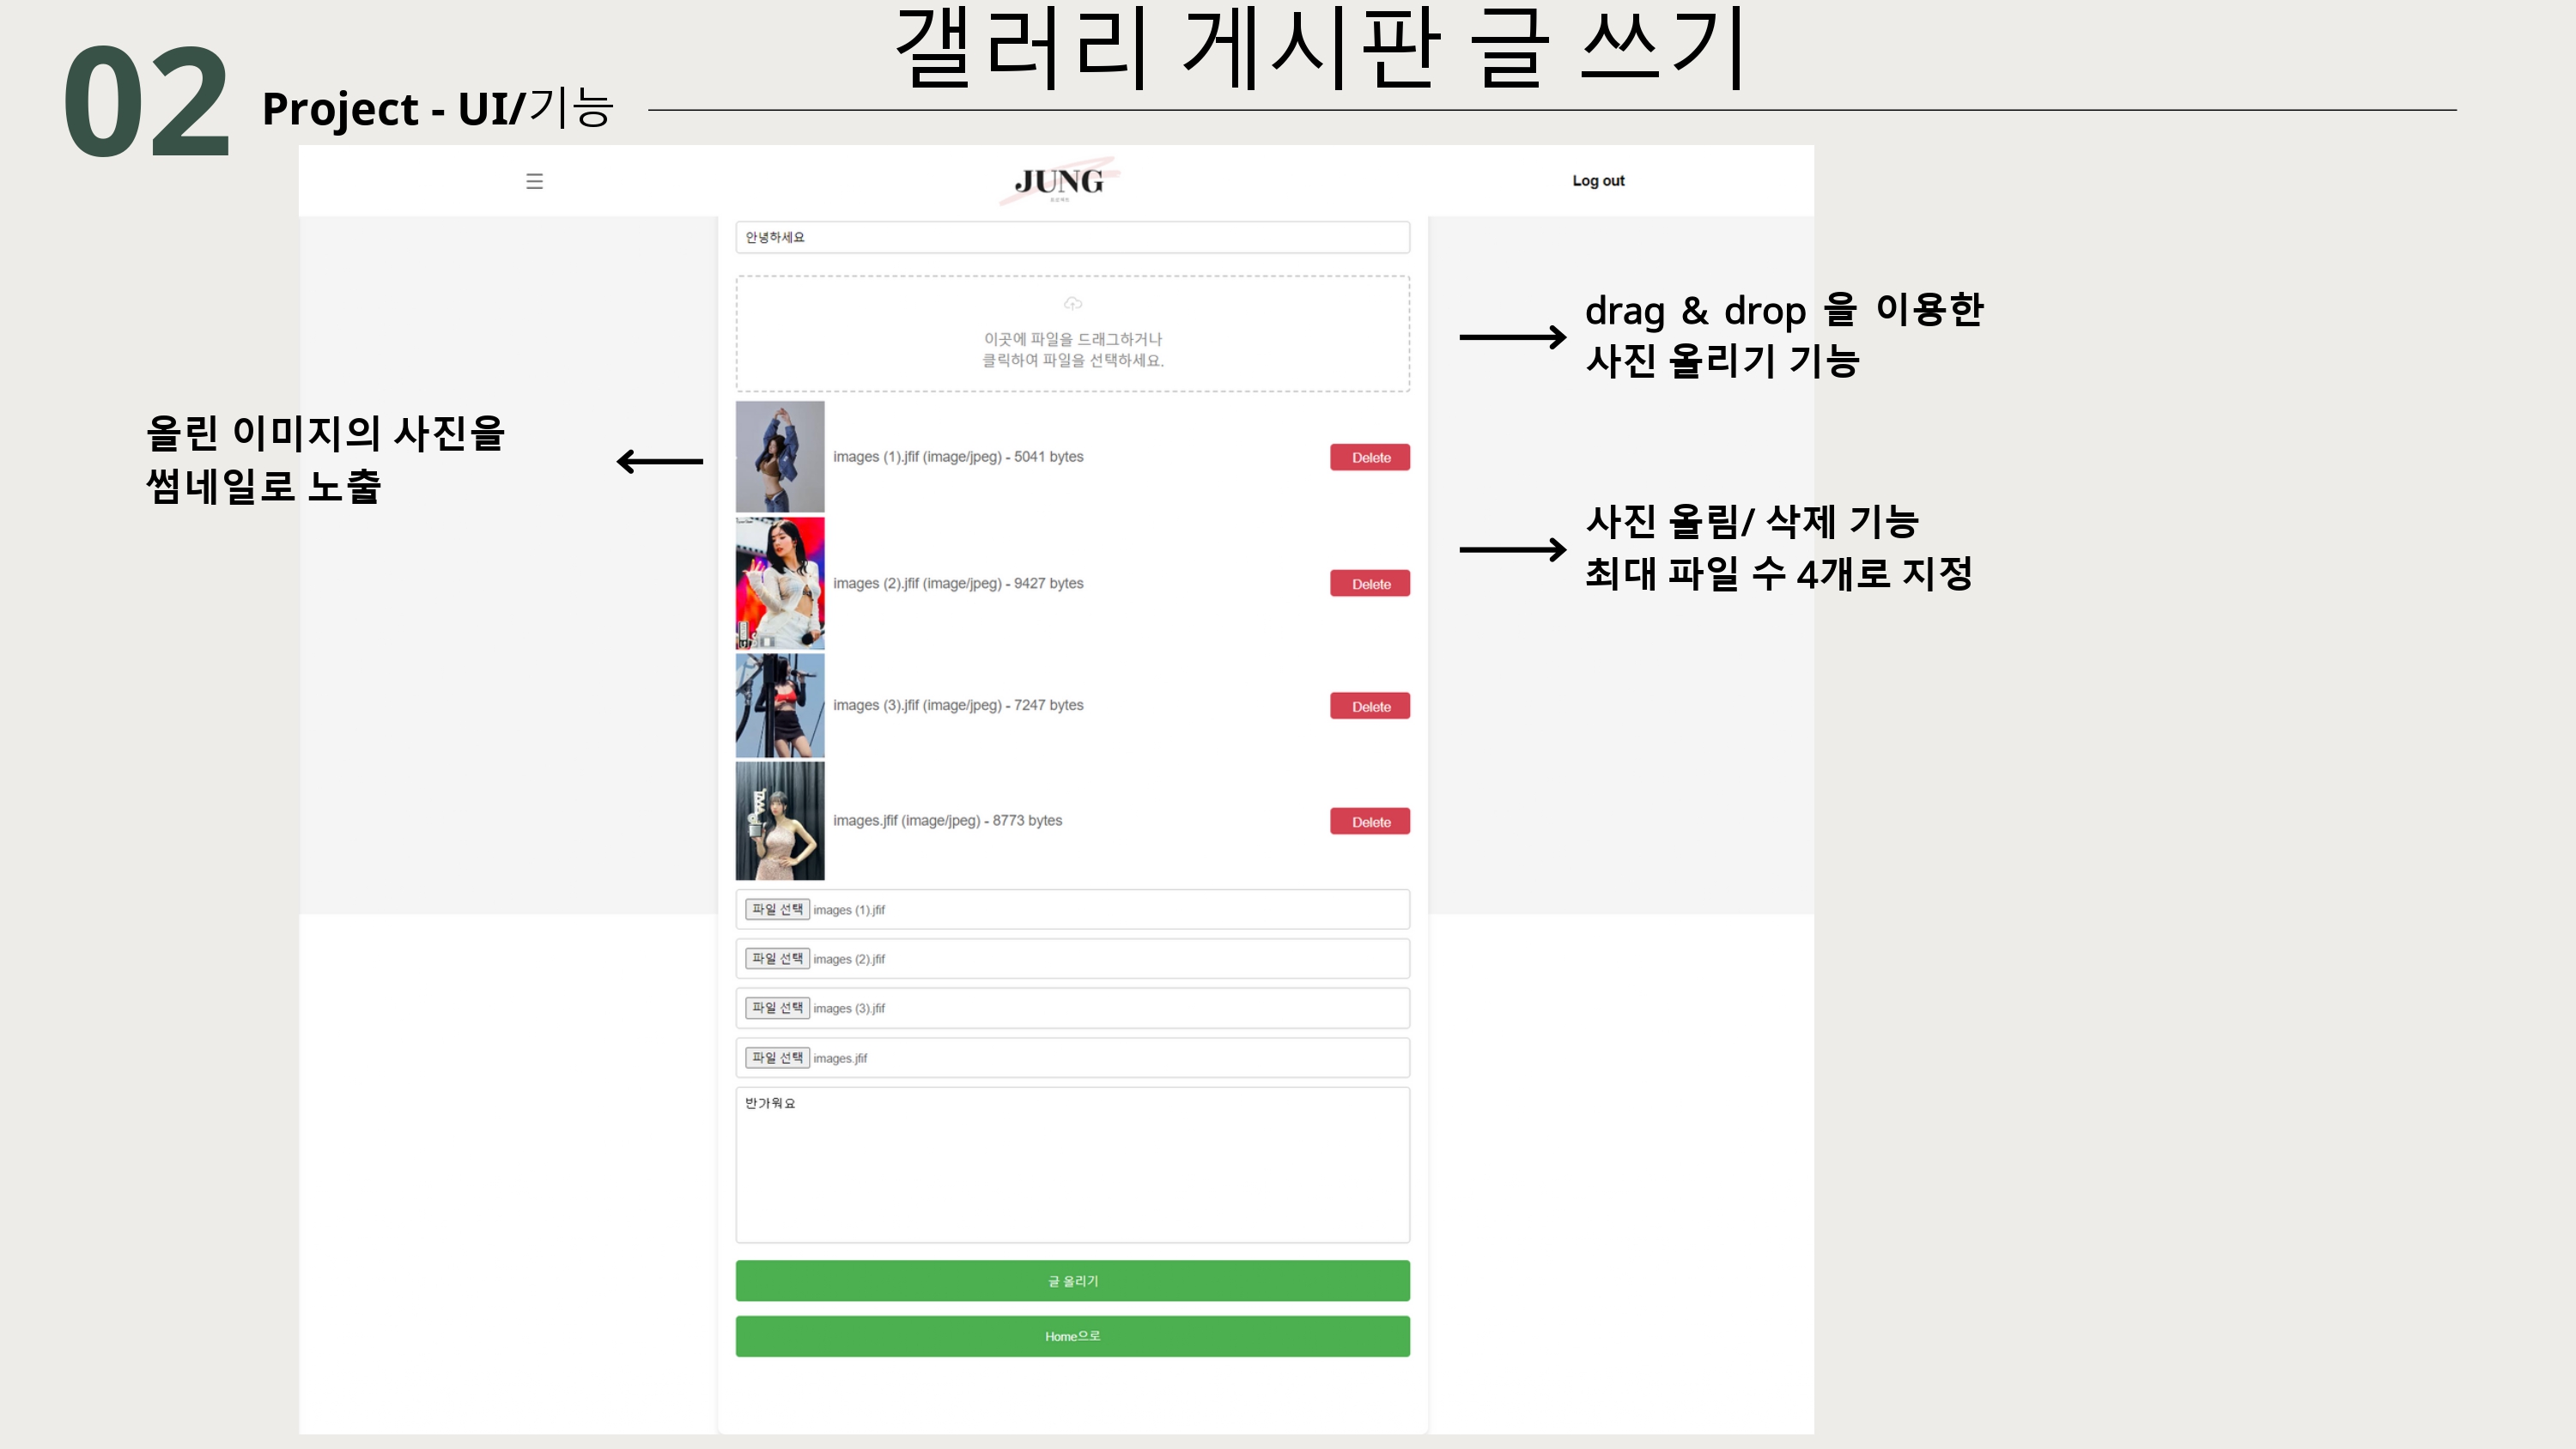 갤러리 게시판 글 쓰기
02
Project - UI/기능
☰
JUNG
프로젝트
Log out
안녕하세요
이곳에 파일을 드래그하거나
클릭하여 파일을 선택하세요.
drag & drop 을 이용한
사진 올리기 기능
올린 이미지의 사진을
썸네일로 노출
images (1).jfif (image/jpeg) - 5041 bytes
Delete
사진 올림/ 삭제 기능
최대 파일 수 4개로 지정
images (2).jfif (image/jpeg) - 9427 bytes
Delete
images (3).jfif (image/jpeg) - 7247 bytes
Delete
images.jfif (image/jpeg) - 8773 bytes
Delete
파일 선택 images (1).jfif
파일 선택 images (2).jfif
파일 선택 images (3).jfif
파일 선택 images.jfif
반가워요
글 올리기
Home으로